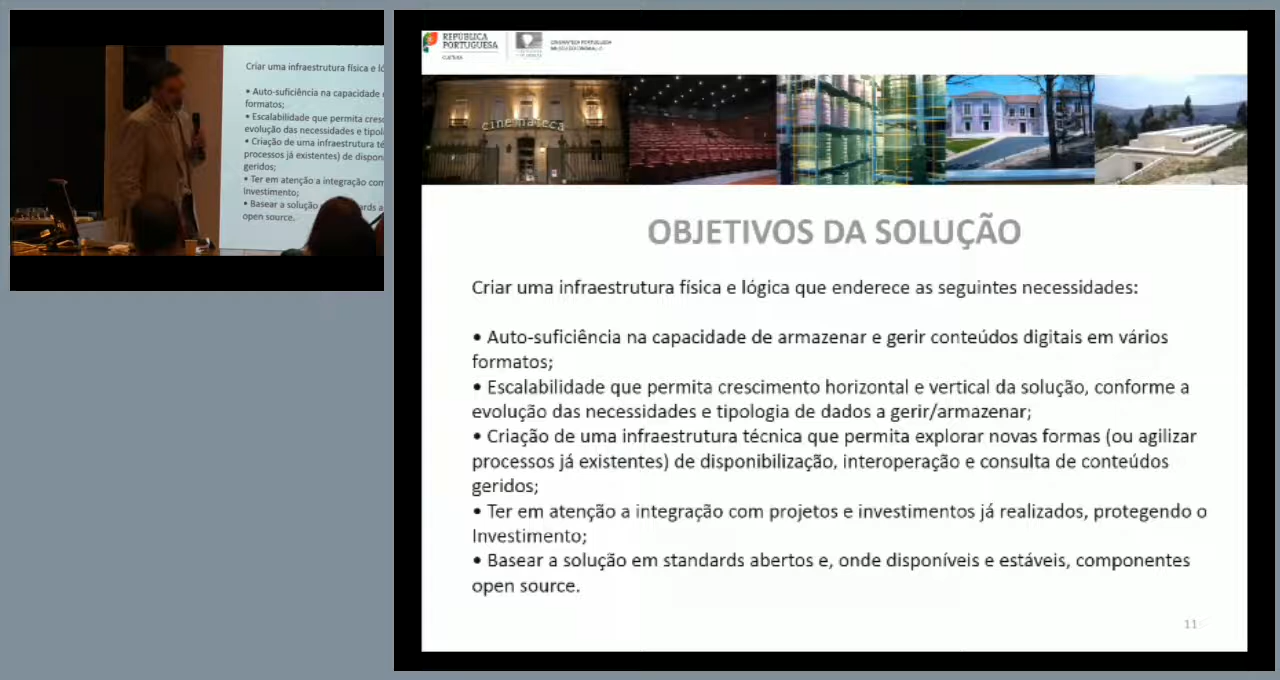 Criar uma infraestrutura física e ló
• Auto-suficiência na capacidade
formatos;
• Escalabilidade que permita cresc
evolução das necessidades e tipol
• Criação de uma infraestrutura té
processos já existentes) de dispon
geridos;
• Ter em atenção a integração com
Investimento;
• Basear a solução
open source.
REPÚBLICA
PORTUGUESA
CULTURA
cinemateca
OBJETIVOS DA SOLUÇÃO
Criar uma infraestrutura física e lógica que enderece as seguintes necessidades:
• Auto-suficiência na capacidade de armazenar e gerir conteúdos digitais em vários
formatos;
• Escalabilidade que permita crescimento horizontal e vertical da solução, conforme a
evolução das necessidades e tipologia de dados a gerir/armazenar;
• Criação de uma infraestrutura técnica que permita explorar novas formas (ou agilizar
processos já existentes) de disponibilização, interoperação e consulta de conteúdos
geridos;
• Ter em atenção a integração com projetos e investimentos já realizados, protegendo o
Investimento;
• Basear a solução em standards abertos e, onde disponíveis e estáveis, componentes
open source.
11